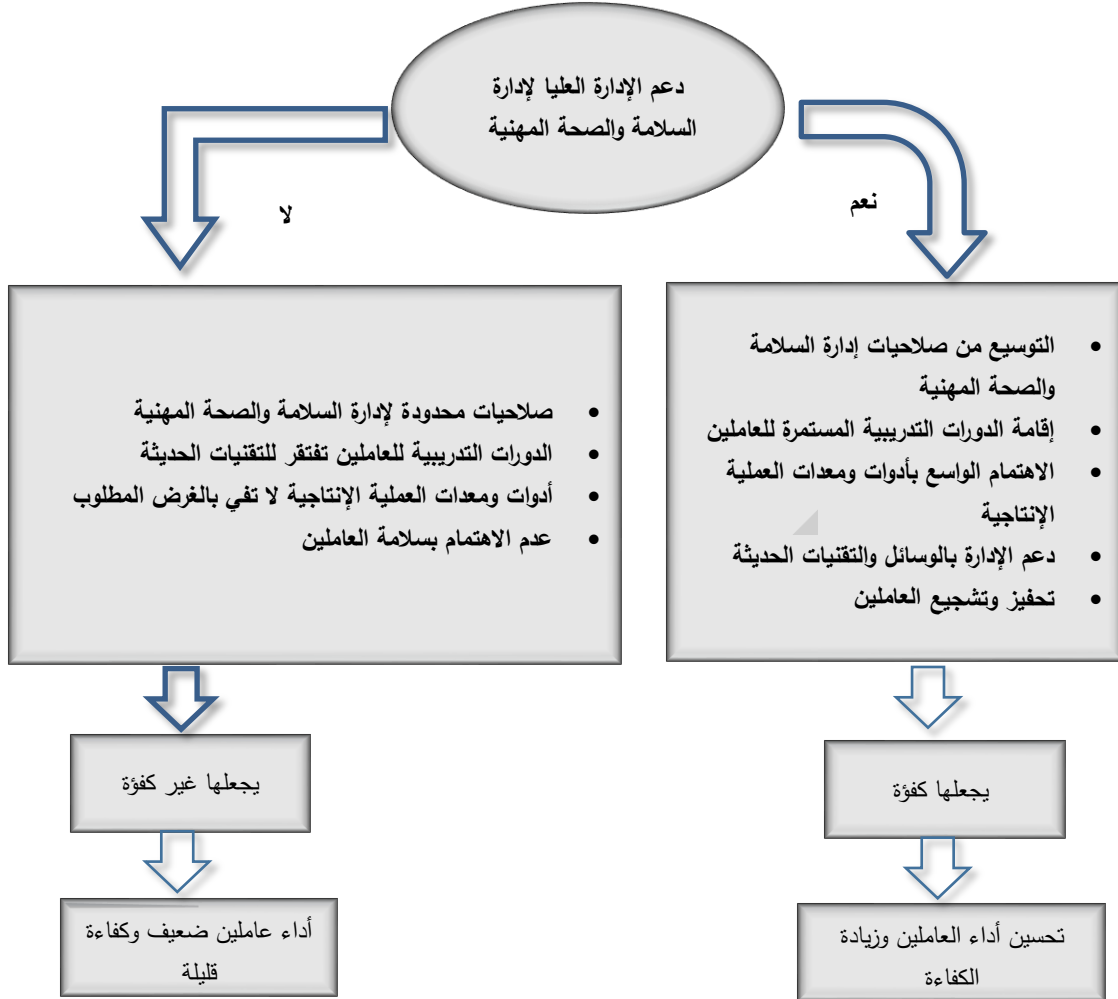 دعم الإدارة العليا لإدارة
السلامة والصحة المهنية
نعم
لا
• التوسيع من صلاحيات إدارة السلامة
والصحة المهنية
• إقامة الدورات التدريبية المستمرة للعاملين
• الاهتمام الواسع بأدوات ومعدات العملية
الإنتاجية
• دعم الإدارة بالوسائل والتقنيات الحديثة
• تحفيز وتشجيع العاملين
• صلاحيات محدودة لإدارة السلامة والصحة المهنية
• الدورات التدريبية للعاملين تفتقر للتقنيات الحديثة
• أدوات ومعدات العملية الإنتاجية لا تفي بالغرض المطلوب
• عدم الاهتمام بسلامة العاملين
يجعلها كفؤة
يجعلها غير كفؤة
تحسين أداء العاملين وزيادة
الكفاءة
أداء عاملين ضعيف وكفاءة
قليلة